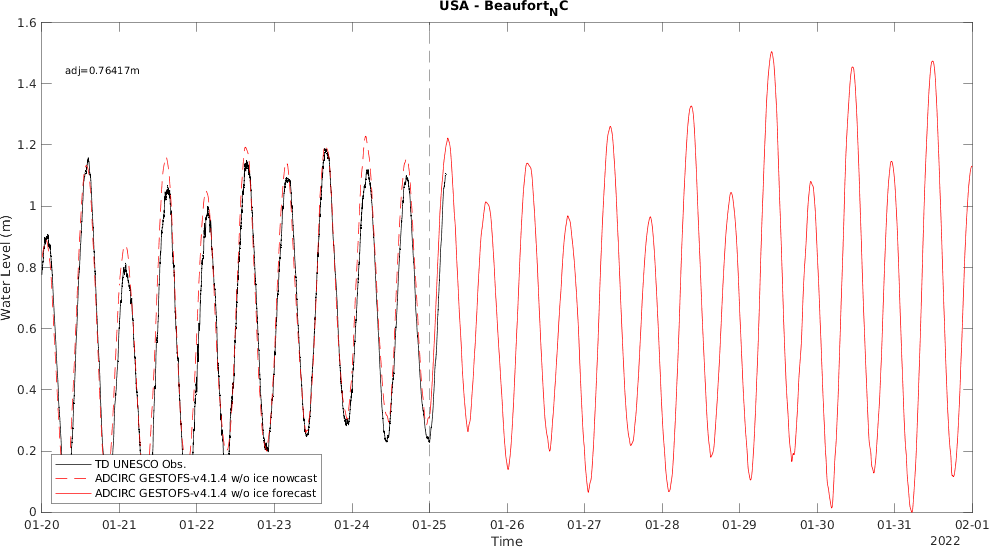 USA - Beaufort_NC
1.6
1.4
1.2
1
0.8
0.6
0.4
0.2
0
Water Level (m)
adj=0.76417m
TD UNESCO Obs.
ADCIRC GESTOFS-v4.1.4 w/o ice nowcast
ADCIRC GESTOFS-v4.1.4 w/o ice forecast
01-20 01-21 01-22 01-23 01-24 01-25 01-26 01-27 01-28 01-29 01-30 01-31 02-01
Time
2022